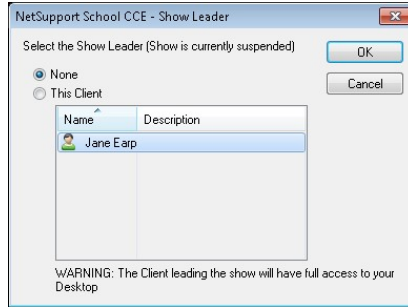 NetSupport School CCE - Show Leader
Select the Show Leader (Show is currently suspended)
OK
None
Cancel
This Client
Name Description
Jane Earp
WARNING: The Client leading the show will have full access to your
Desktop